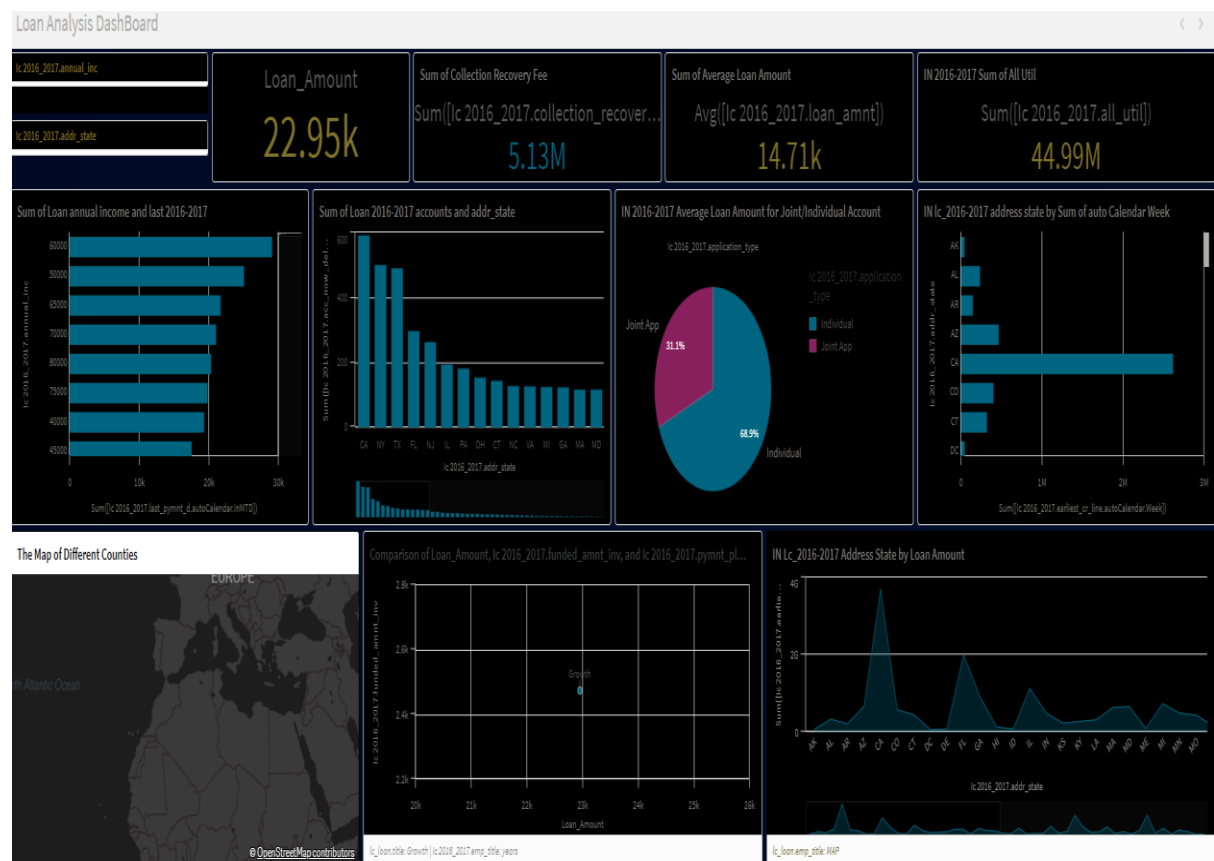 Loan Analysis DashBoard
lc 2016_2017.annual_inc
lc 2016_2017.addr_state
Loan_Amount
22.95k
Sum of Collection Recovery Fee
Sum([lc 2016_2017.collection_recover...
5.13M
Sum of Average Loan Amount
Avg([lc 2016_2017.loan_amnt])
14.71k
IN 2016-2017 Sum of All Util
Sum([lc 2016_2017.all_util])
44.99M
Sum of Loan annual income and last 2016-2017
lc 2016_2017.annual_inc
60000
50000
65000
70000
80000
75000
40000
45000
0 10k 20k 30k
Sum([lc 2016_2017.last_pymnt_d.autoCalendar.InMTD])
Sum of Loan 2016-2017 accounts and addr_state
Sum([lc 2016_2017.acc_now_del...
600
400
200
0
CA NY TX FL NJ IL PA OH CT NC VA MI GA MA MD
lc 2016_2017.addr_state
IN 2016-2017 Average Loan Amount for Joint/Individual Account
lc 2016_2017.application_type
lc 2016_2017.application
_type
Individual
Joint App
Joint App
31.1%
68.9%
Individual
IN lc_2016-2017 address state by Sum of auto Calendar Week
lc 2016_2017.addr_state
AK
AL
AR
AZ
CA
CO
CT
DC
0 1M 2M 3M
Sum([lc 2016_2017.earliest_cr_line.autoCalendar.Week])
The Map of Different Counties
EUROPE
th Atlantic Ocean
© OpenStreetMap contributors
Comparison of Loan_Amount, lc 2016_2017.funded_amnt_inv, and lc 2016_2017.pymnt_pl...
lc 2016_2017.funded_amnt_inv
2.8k
2.6k
2.4k
2.2k
Growth
20k 21k 22k 23k 24k 25k 26k
Loan_Amount
lc_loan.title: Growth | lc 2016_2017.emp_title: years
IN Lc_2016-2017 Address State by Loan Amount
Sum([lc 2016_2017.earlie...
4G
2G
0
AK AL AR AZ CA CO CT DC DE FL GA HI ID IL IN KS KY LA MA MD ME MI MN MO
lc 2016_2017.addr_state
lc_loan.emp_title: MAP